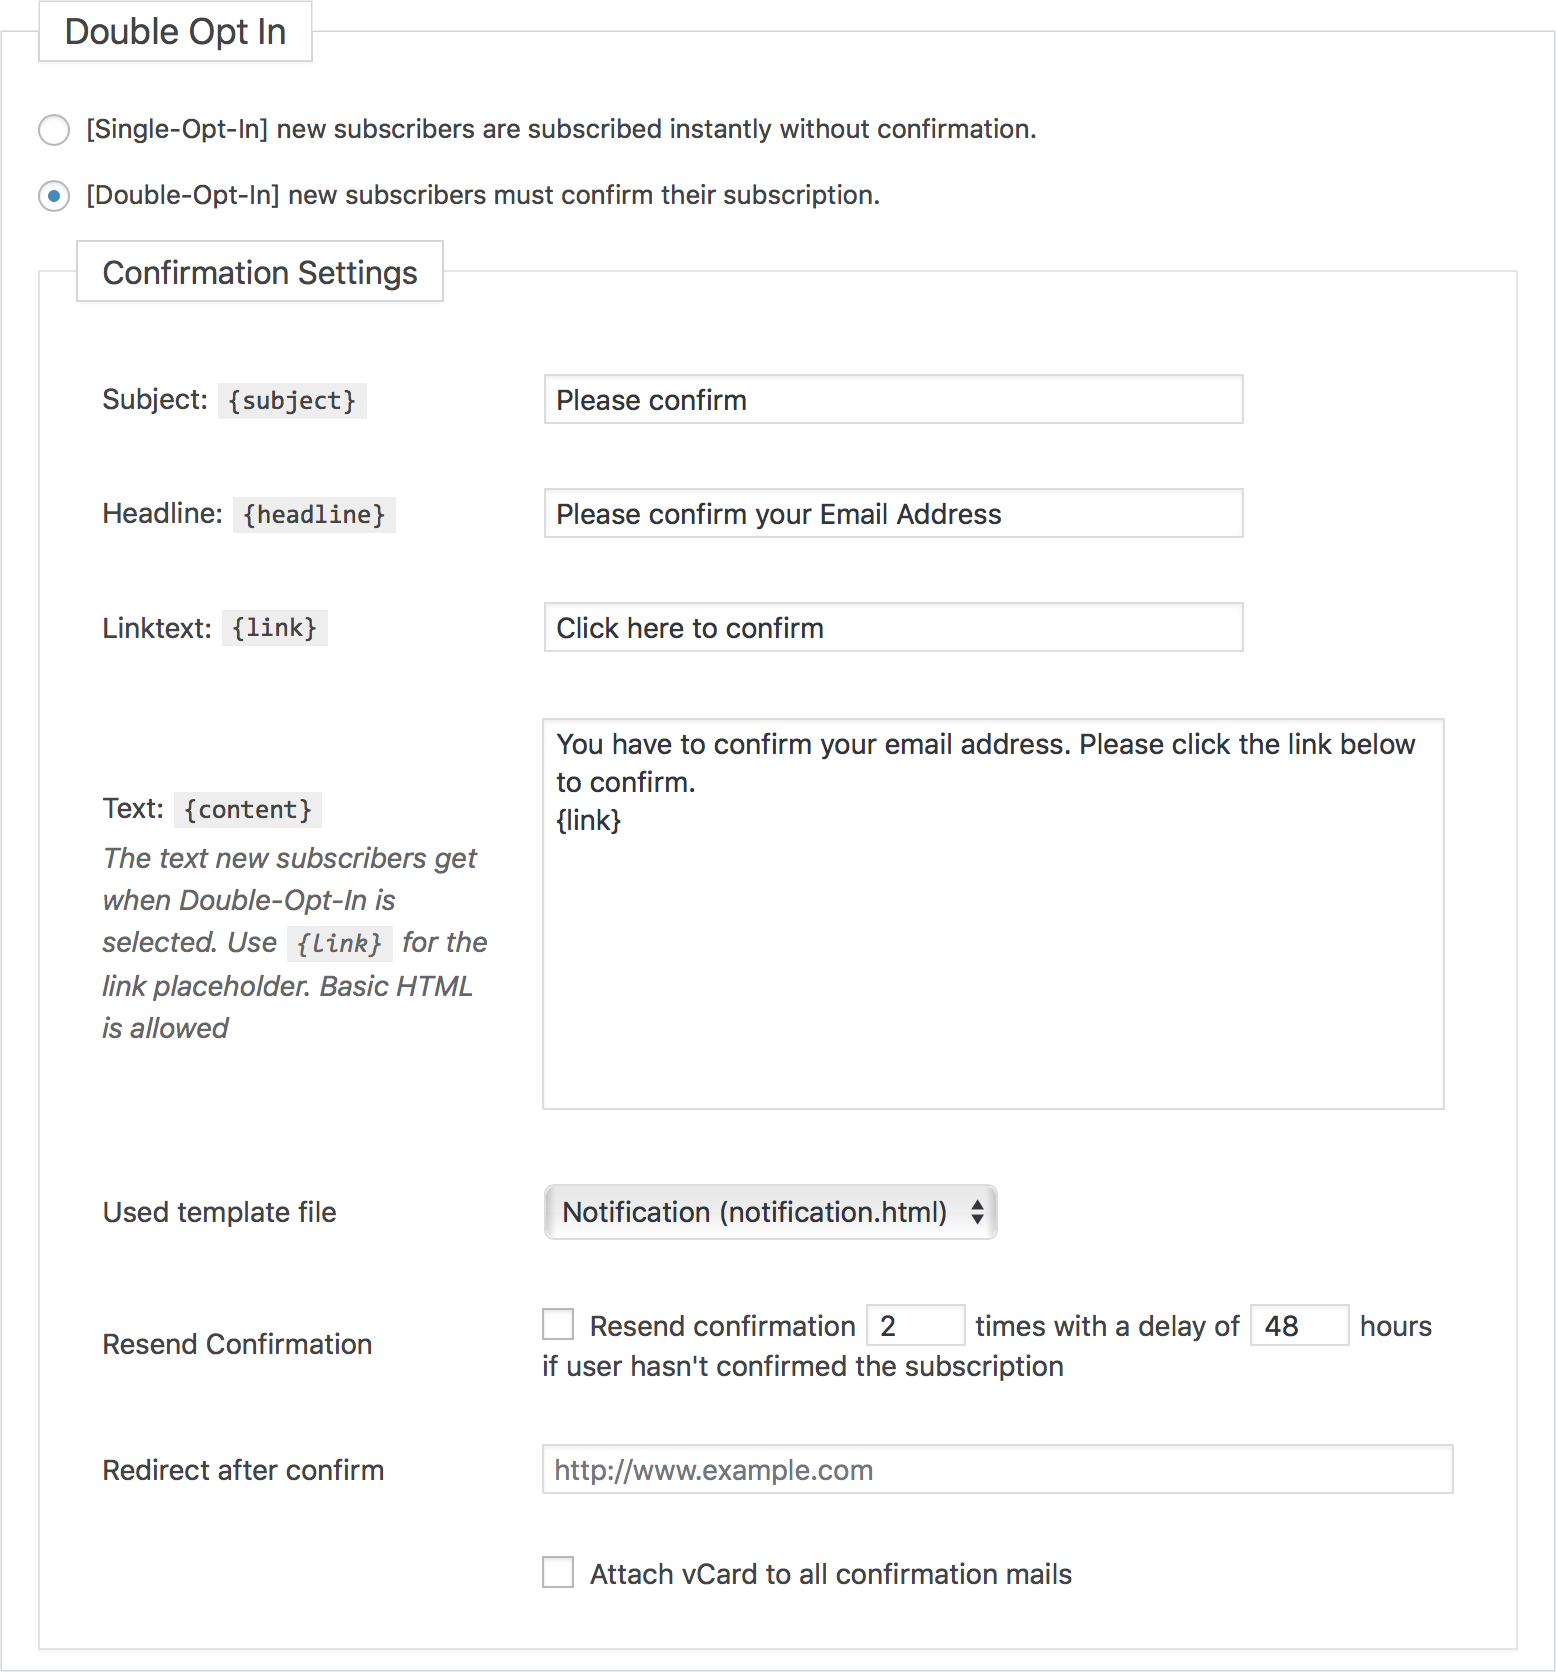 Double Opt In
[Single-Opt-In] new subscribers are subscribed instantly without confirmation.
[Double-Opt-In] new subscribers must confirm their subscription.
Confirmation Settings
Subject: {subject}
Please confirm
Headline: {headline}
Please confirm your Email Address
Linktext: {link}
Click here to confirm
Text: {content}
The text new subscribers get
when Double-Opt-In is
selected. Use {link} for the
link placeholder. Basic HTML
is allowed
You have to confirm your email address. Please click the link below
to confirm.
{link}
Used template file
Notification (notification.html)
Resend Confirmation
Resend confirmation 2 times with a delay of 48 hours
if user hasn't confirmed the subscription
Redirect after confirm
http://www.example.com
Attach vCard to all confirmation mails